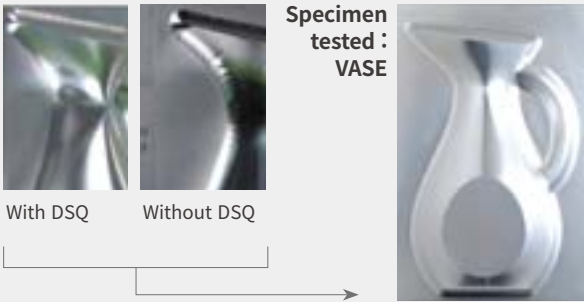 Specimen
tested :
VASE
With DSQ
Without DSQ